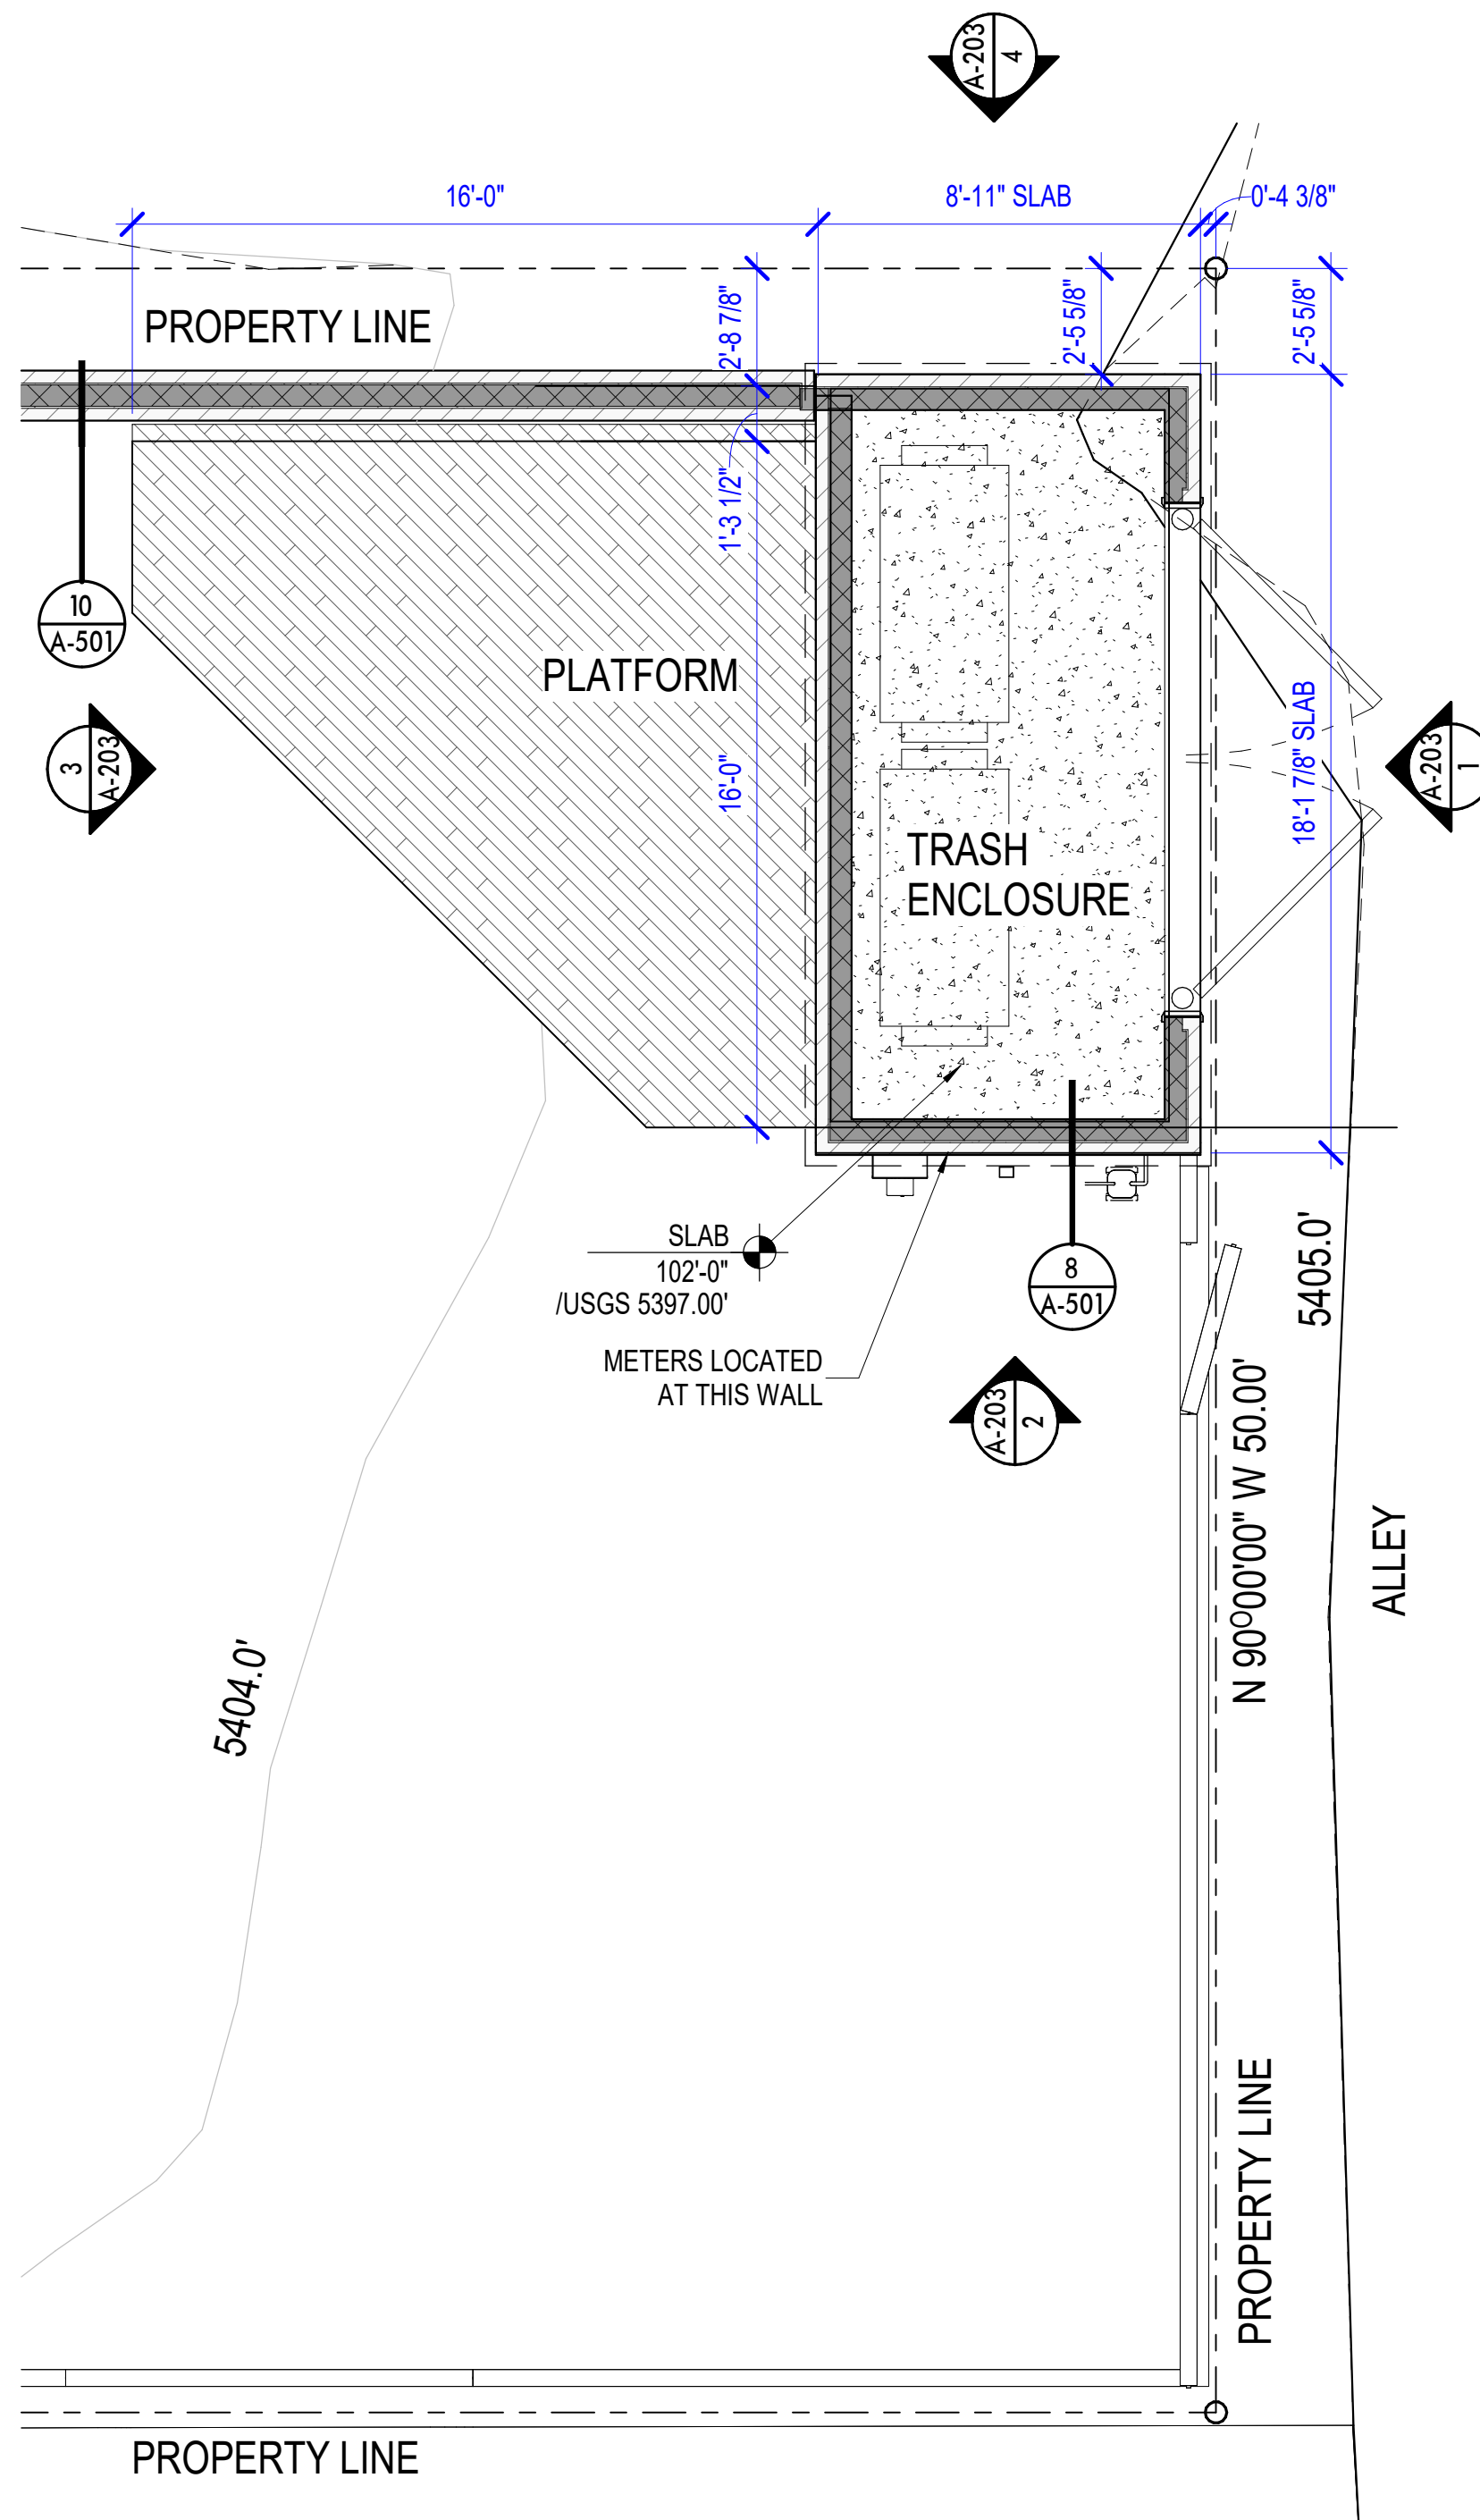 A-203
4
16'-0"
8'-11" SLAB
0'-4 3/8"
PROPERTY LINE
2'-8 7/8"
2'-5 5/8"
2'-5 5/8"
1'-3 1/2"
10
A-501
PLATFORM
3
A-203
16'-0"
18'-1 7/8" SLAB
A-203
1
TRASH
ENCLOSURE
SLAB
102'-0"
/USGS 5397.00'
8
A-501
5405.0'
METERS LOCATED
AT THIS WALL
A-203
2
N 90°00'00" W 50.00'
ALLEY
5404.0'
PROPERTY LINE
PROPERTY LINE